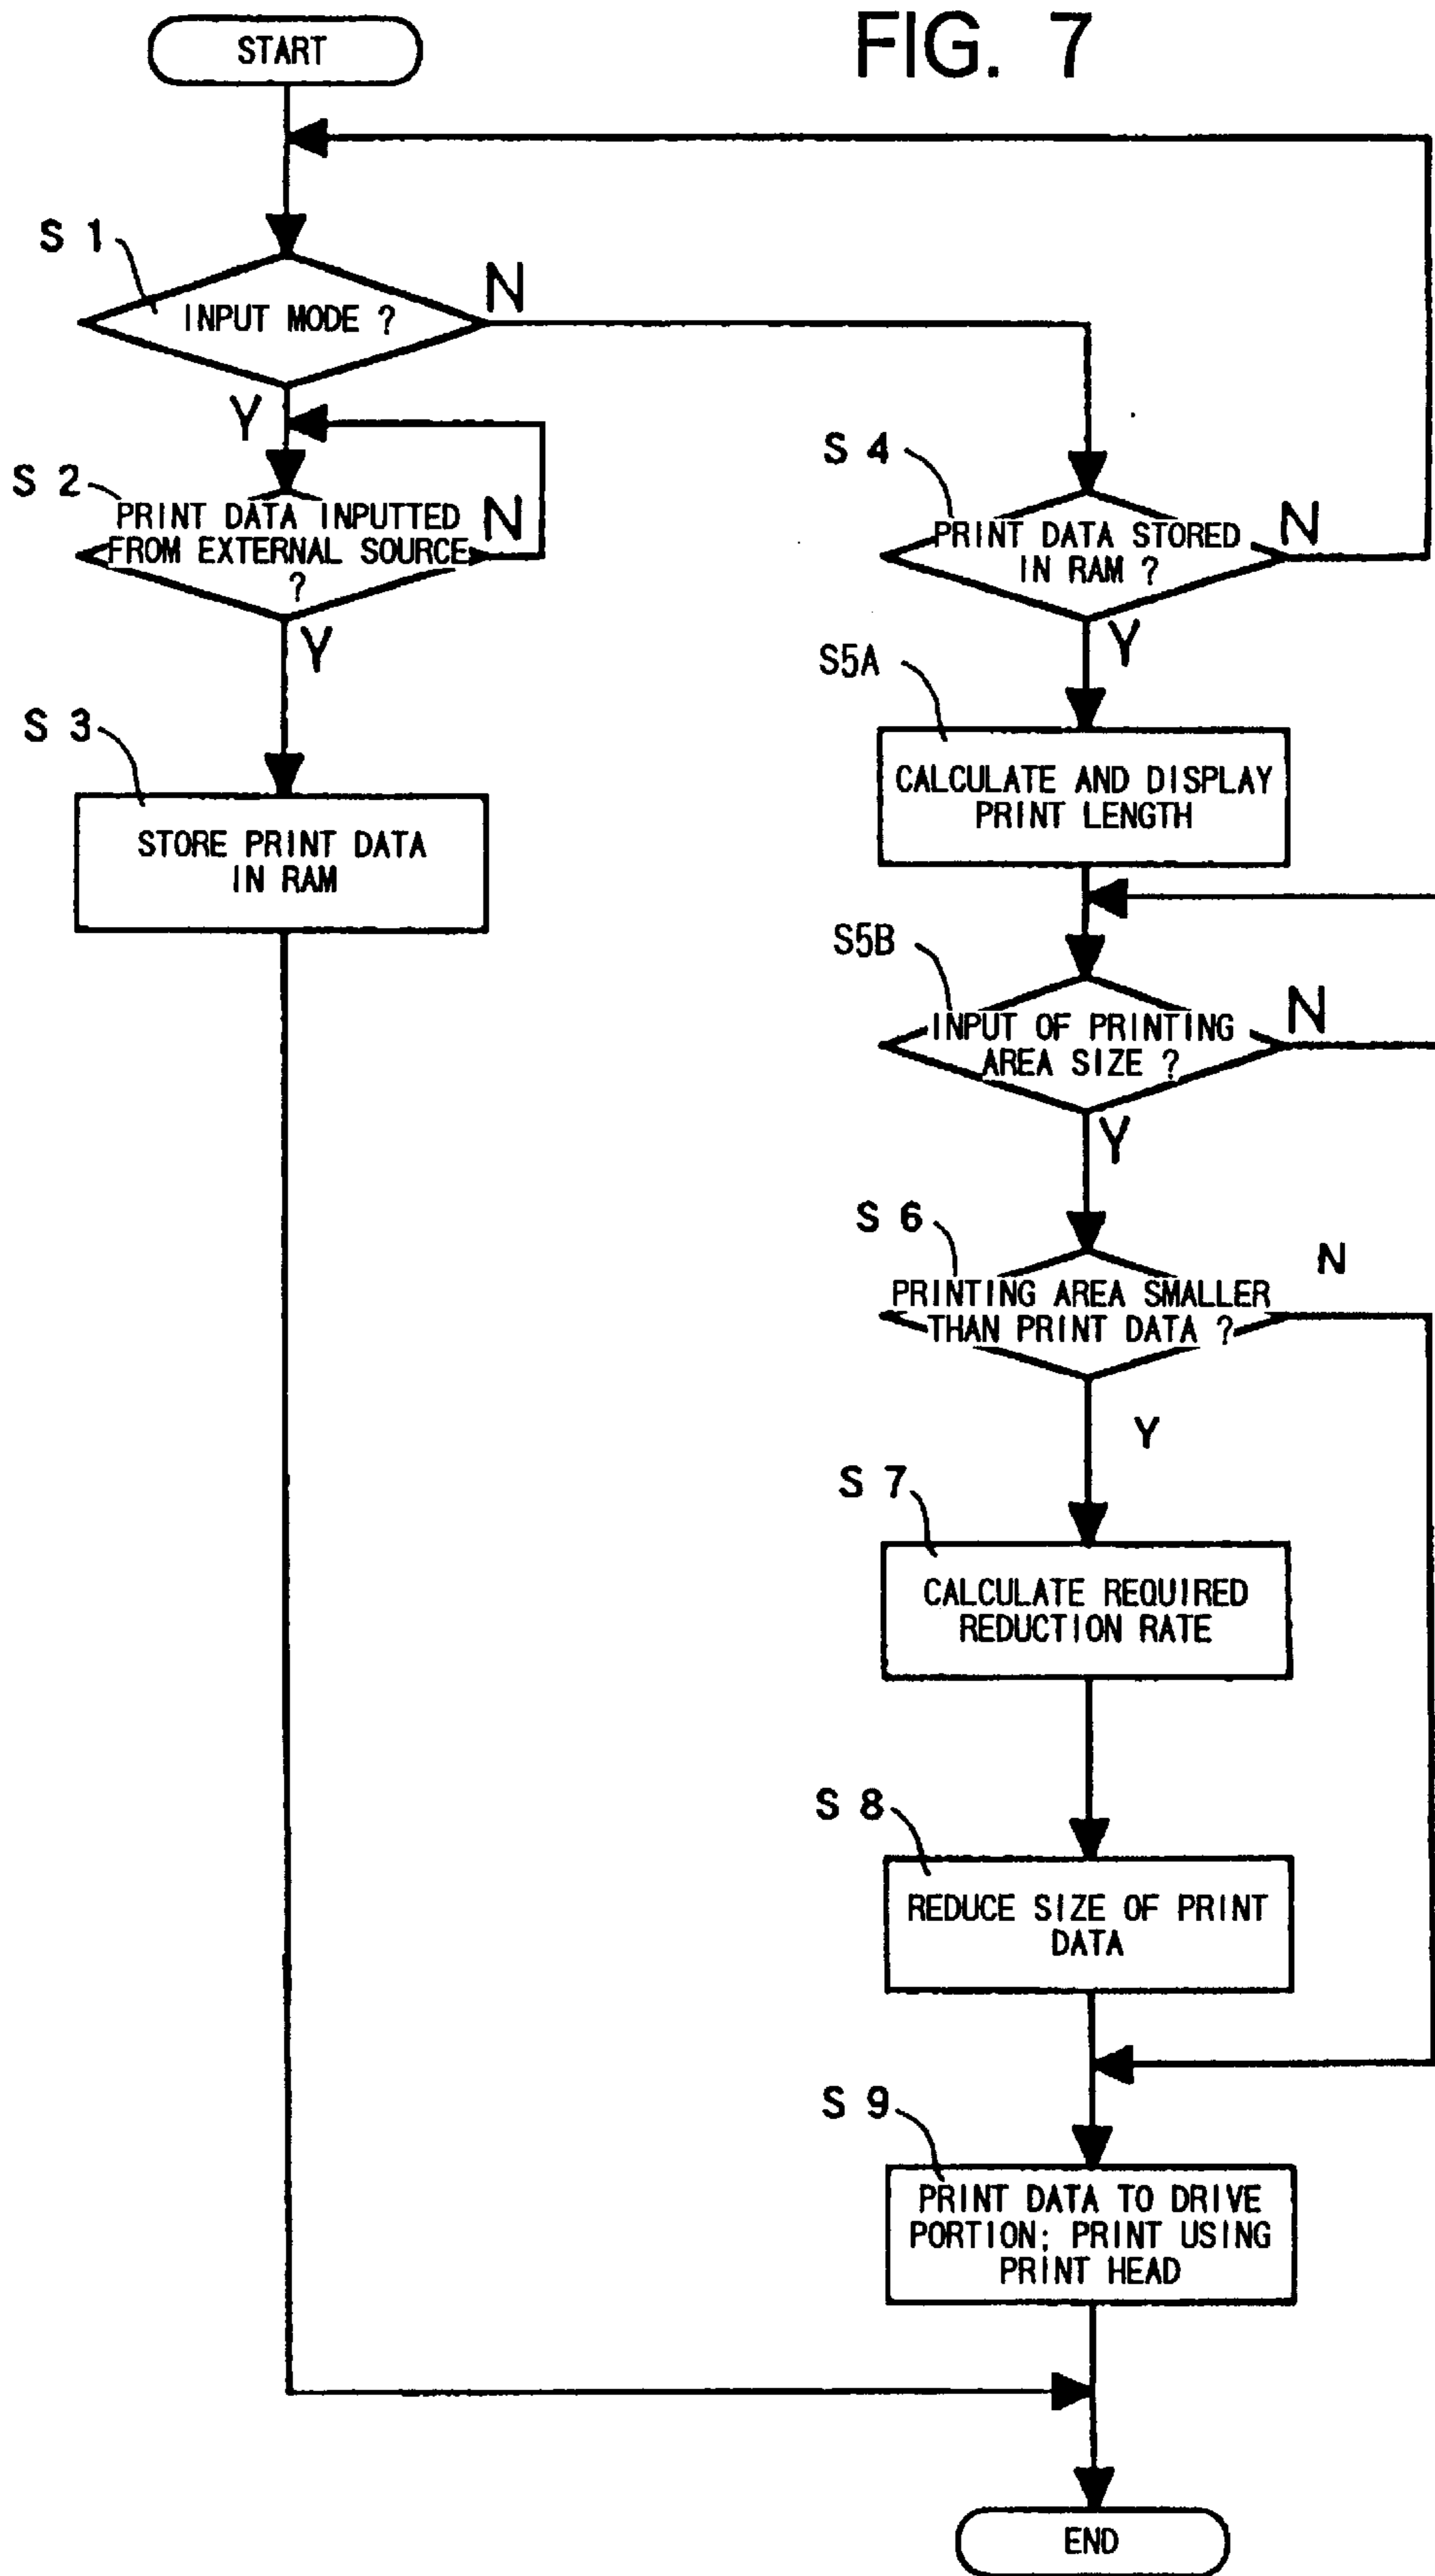 FIG. 7
START
S 1
INPUT MODE ?
N
Y
S 2
PRINT DATA INPUTTED
FROM EXTERNAL SOURCE
?
N
Y
S 3
STORE PRINT DATA
IN RAM
S 4
PRINT DATA STORED
IN RAM ?
N
Y
S5A
CALCULATE AND DISPLAY
PRINT LENGTH
S5B
INPUT OF PRINTING
AREA SIZE ?
N
Y
S 6
PRINTING AREA SMALLER
THAN PRINT DATA ?
N
Y
S 7
CALCULATE REQUIRED
REDUCTION RATE
S 8
REDUCE SIZE OF PRINT
DATA
S 9
PRINT DATA TO DRIVE
PORTION; PRINT USING
PRINT HEAD
END